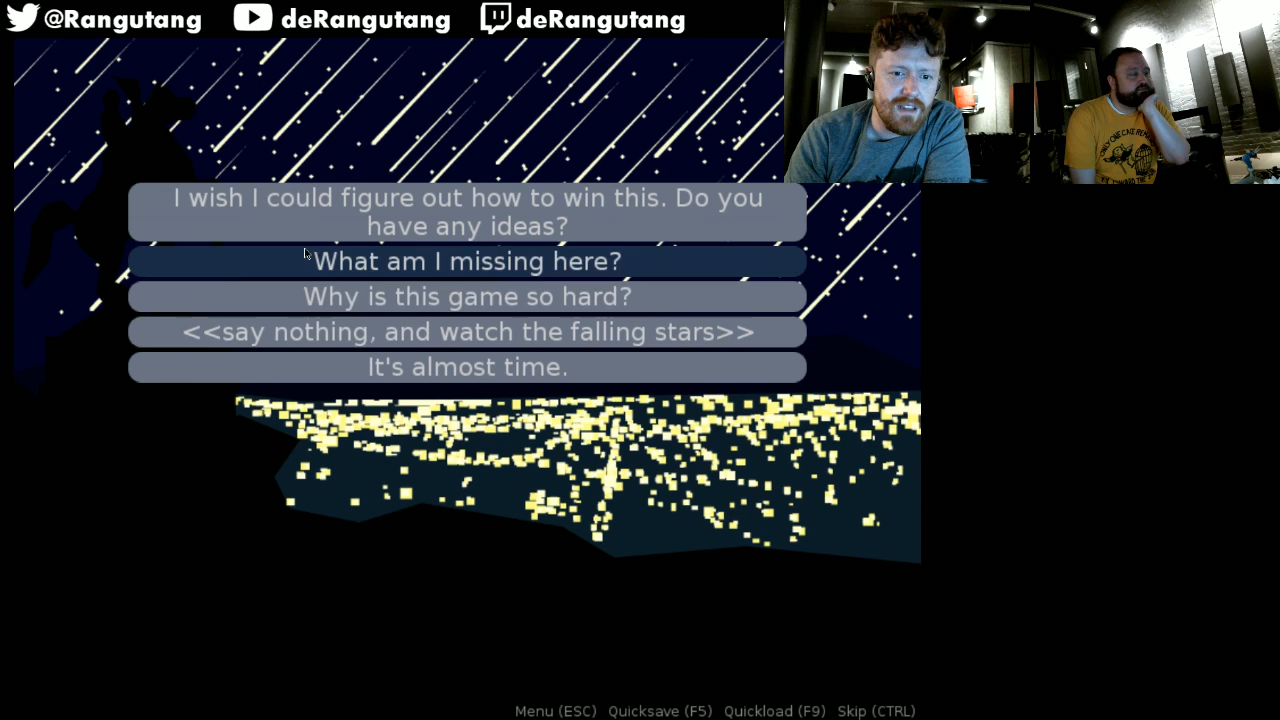 @Rangutang deRangutang deRangutang
I wish I could figure out how to win this. Do you
have any ideas?
What am I missing here?
Why is this game so hard?
<<say nothing, and watch the falling stars>>
It's almost time.
Menu (ESC) Quicksave (F5) Quickload (F9) Skip (CTRL)